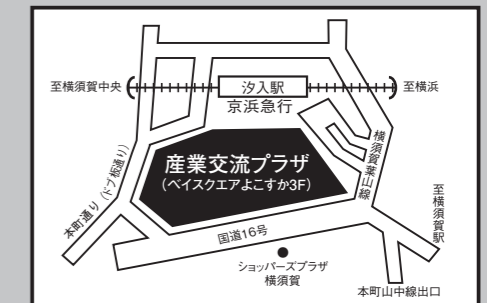 至横須賀中央
汐入駅
至横浜
京浜急行
産業交流プラザ
(ベイスクエアよこすか3F)
横須賀葉山線
本町通り(ドブ板通り)
至横須賀駅
国道16号
ショッパーズプラザ
横須賀
本町山中線出口